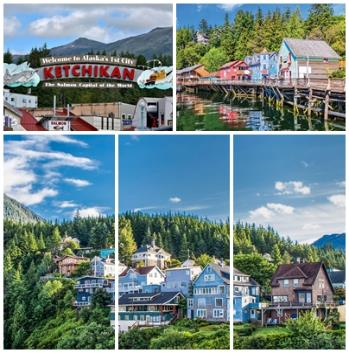 Welcome to Alaska's 1st City
KETCHIKAN
The Salmon Capital of the World